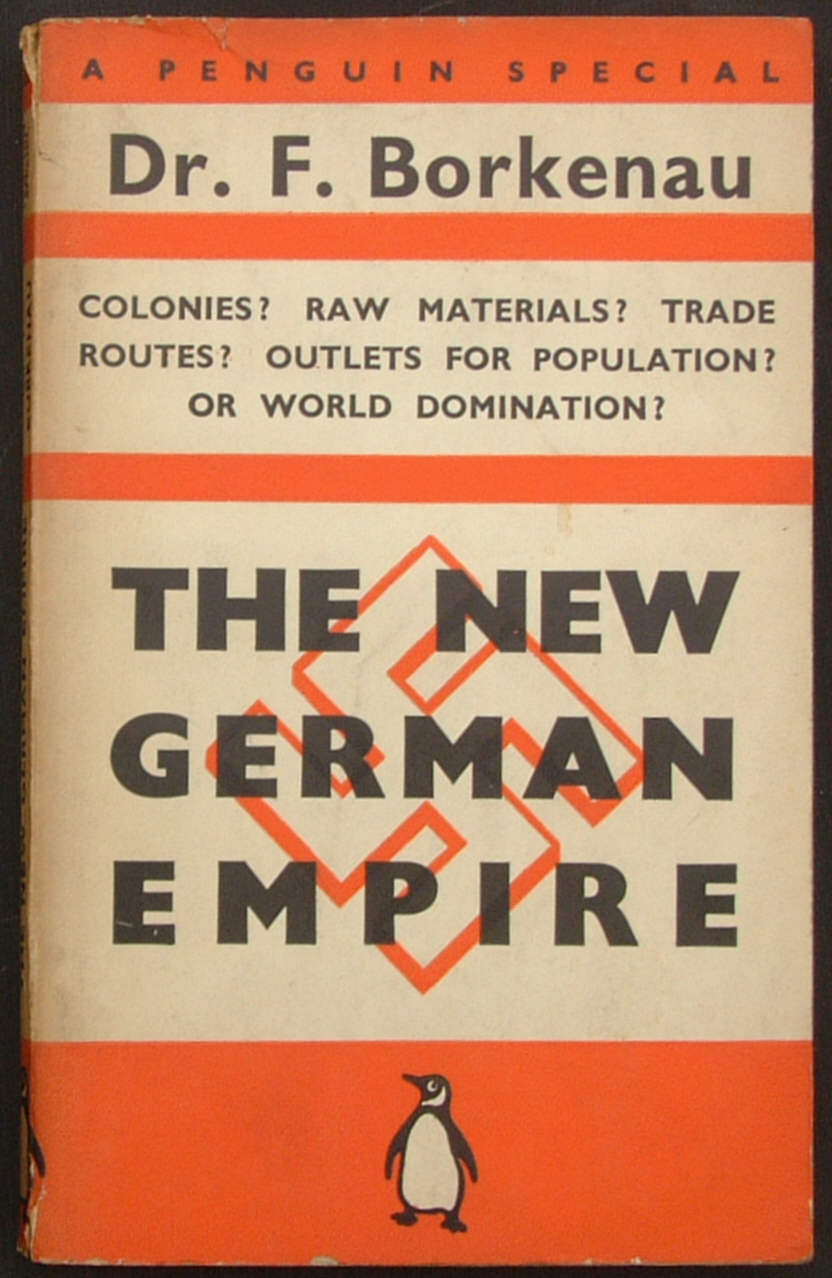 A PENGUIN SPECIAL
Dr. F. Borkenau
COLONIES? RAW MATERIALS? TRADE
ROUTES? OUTLETS FOR POPULATION?
OR WORLD DOMINATION?
THE NEW
GERMAN
EMPIRE